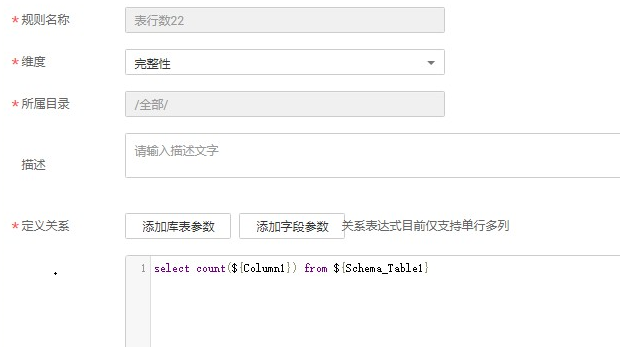 * 规则名称 表行数22
* 维度 完整性
* 所属目录 /全部/
描述 请输入描述文字
* 定义关系 添加库表参数 添加字段参数 关系表达式目前仅支持单行多列
1 select count(${Column1}) from ${Schema_Table1}